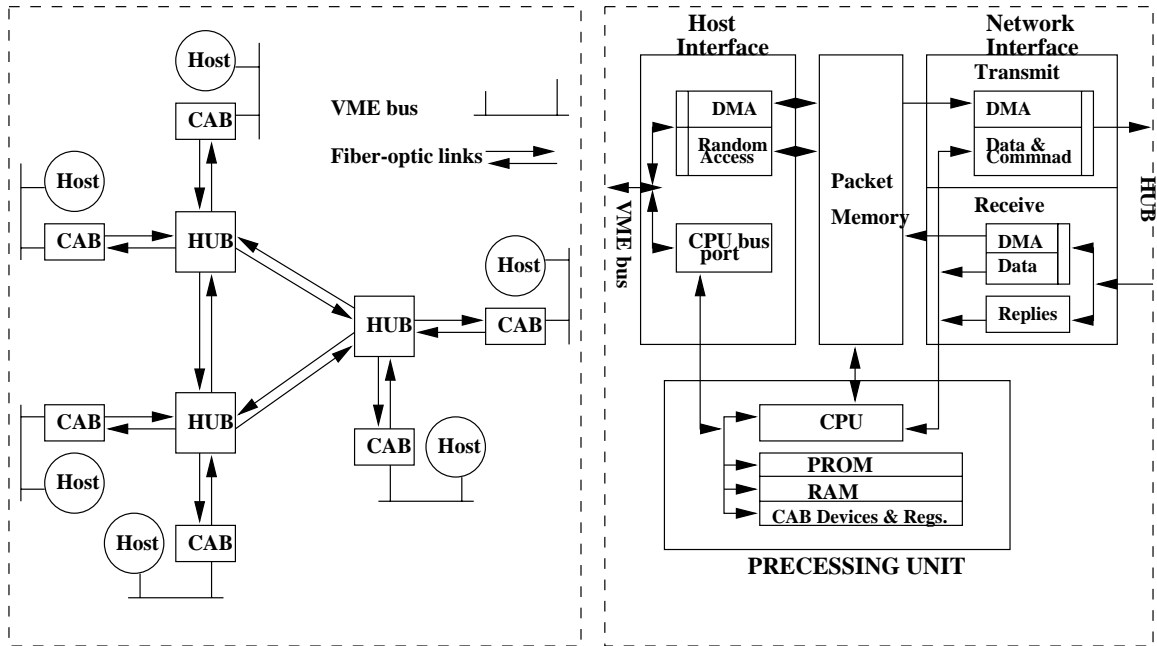 Host
CAB
VME bus
Fiber-optic links
Host
CAB
HUB
Host
CAB
HUB
CAB
HUB
Host
CAB
Host
CAB
Host
Host
CAB
Host
Interface
DMA
Random
Access
CPU bus
port
VME bus
Packet
Memory
Network
Interface
Transmit
DMA
Data &
Commnad
Receive
DMA
Data
Replies
HUB
CPU
PROM
RAM
CAB Devices & Regs.
PRECESSING UNIT